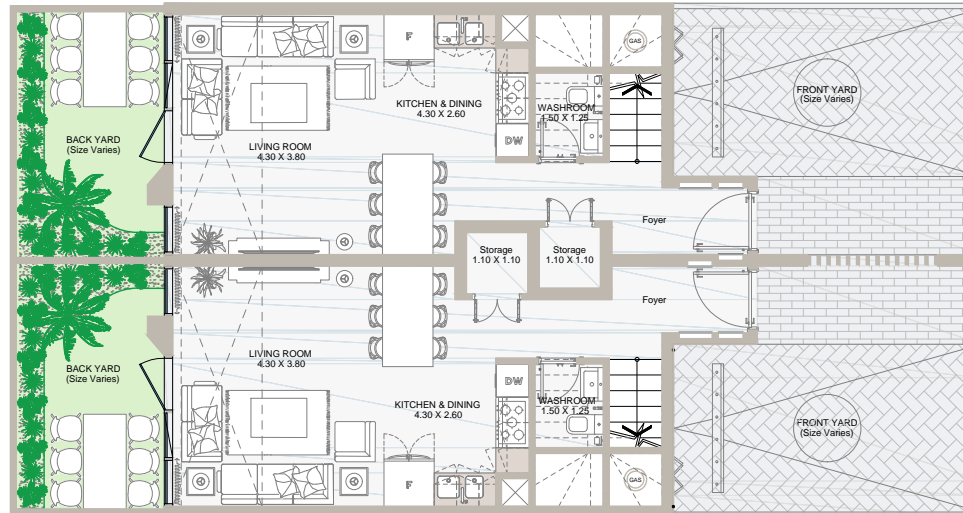 F
GAS
KITCHEN & DINING
4.30 X 2.60
WASHROOM
1.50 X 1.25
FRONT YARD
(Size Varies)
DW
BACK YARD
(Size Varies)
LIVING ROOM
4.30 X 3.80
Foyer
Storage
1.10 X 1.10
Storage
1.10 X 1.10
Foyer
LIVING ROOM
4.30 X 3.80
BACK YARD
(Size Varies)
DW
KITCHEN & DINING
4.30 X 2.60
WASHROOM
1.50 X 1.25
FRONT YARD
(Size Varies)
F
GAS